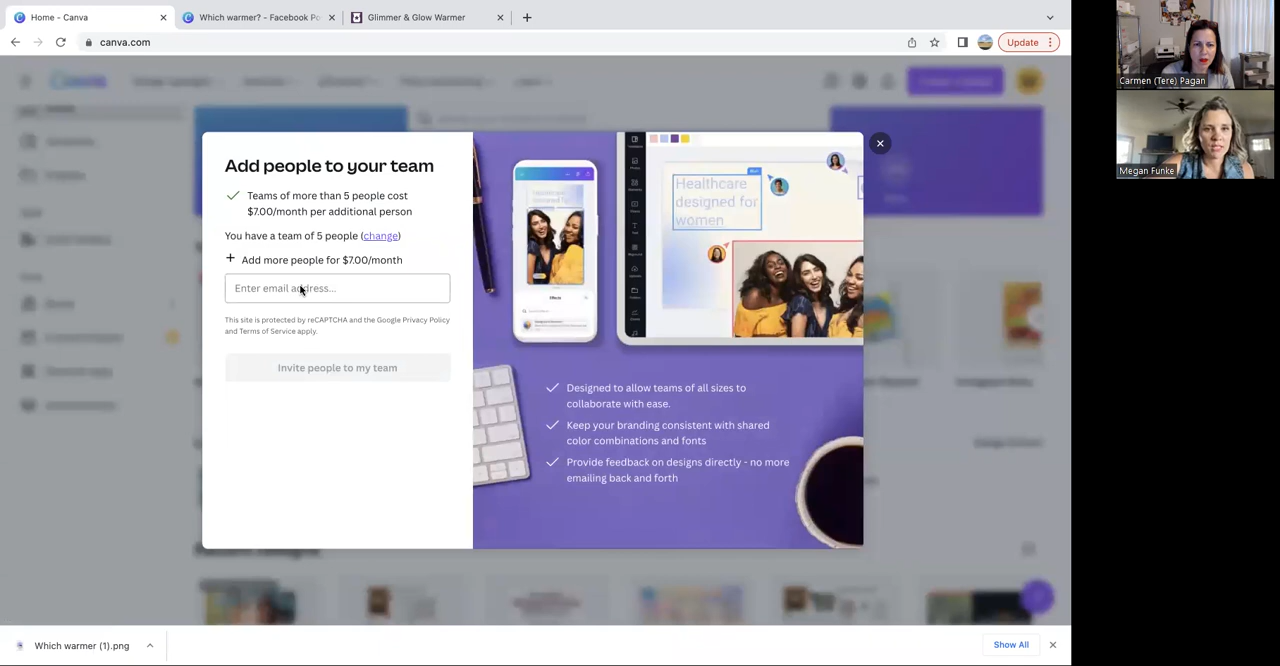 Home - Canva
Which warmer? - Facebook Po
Glimmer & Glow Warmer
canva.com
Update
Carmen (Tere) Pagan
Megan Funke
Add people to your team
Teams of more than 5 people cost
$7.00/month per additional person
You have a team of 5 people (change)
Add more people for $7.00/month
Enter email address...
This site is protected by reCAPTCHA and the Google Privacy Policy
and Terms of Service apply.
Invite people to my team
Healthcare
designed for
women
Designed to allow teams of all sizes to
collaborate with ease.
Keep your branding consistent with shared
color combinations and fonts
Provide feedback on designs directly - no more
emailing back and forth
Which warmer (1).png
Show All